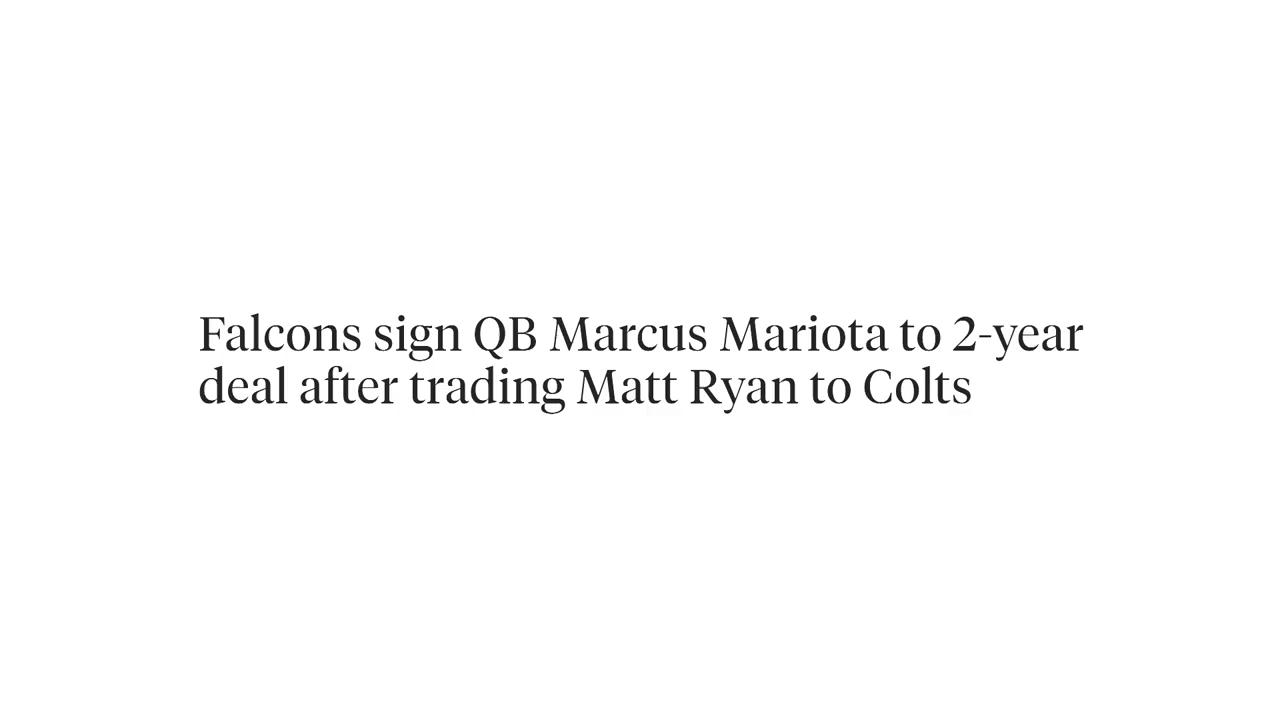 Falcons sign QB Marcus Mariota to 2-year
deal after trading Matt Ryan to Colts